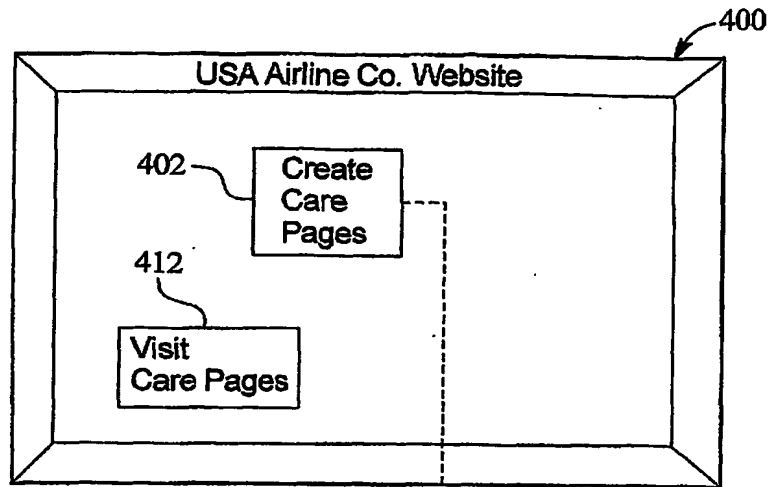 400
USA Airline Co. Website
402
Create
Care
Pages
412
Visit
Care Pages